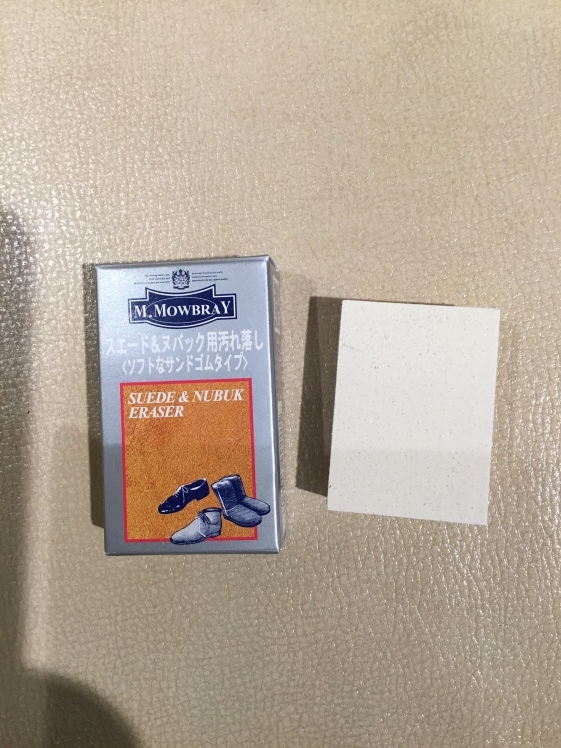 M.MOWBRAY
スエード&ヌバック用汚れ落し
〈ソフトなサンドゴムタイプ〉
SUEDE & NUBUK
ERASER